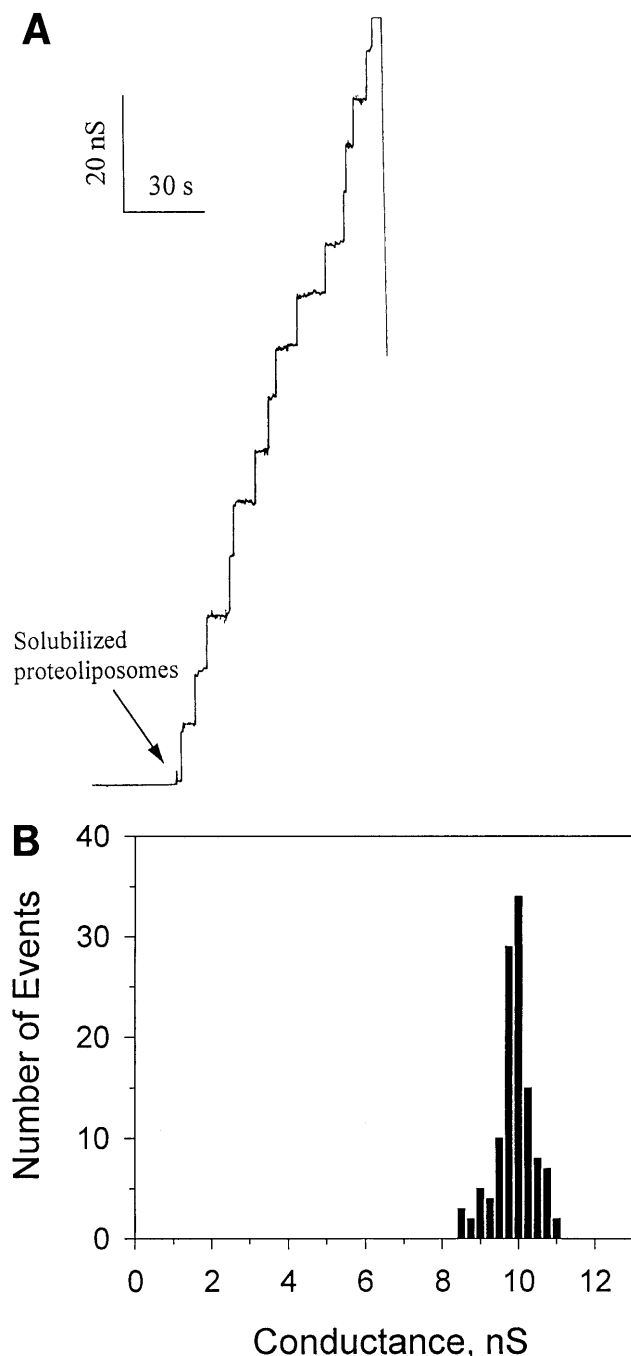 A
20 nS
30 s
Solubilized
proteoliposomes
B
40
30
20
10
0
0 2 4 6 8 10 12
Number of Events
Conductance, nS